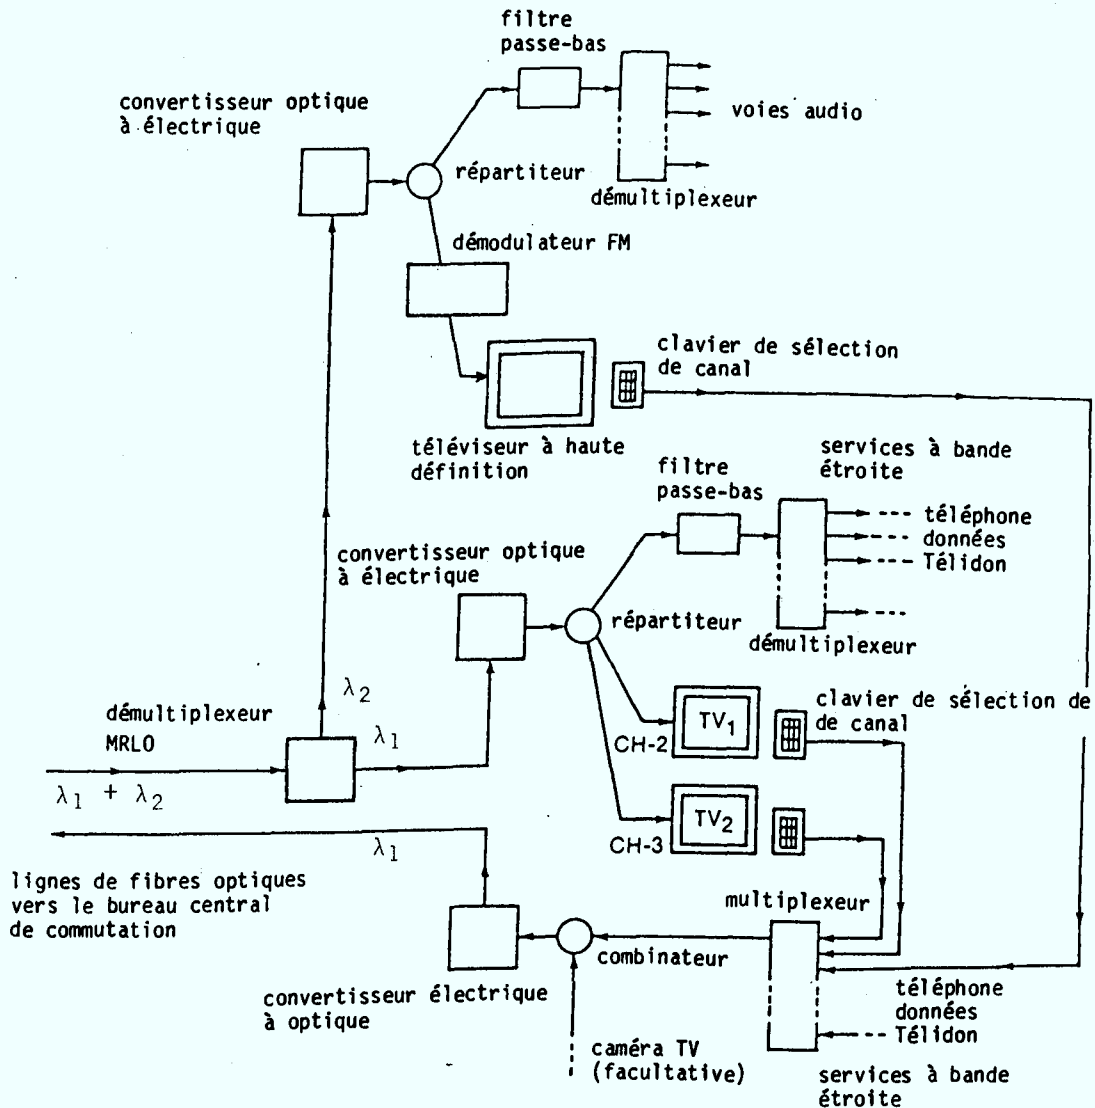 filtre
passe-bas
convertisseur optique
à électrique
voies audio
répartiteur
démultiplexeur
démodulateur FM
clavier de sélection
de canal
téléviseur à haute
définition
services à bande
étroite
filtre
passe-bas
téléphone
données
Télidon
convertisseur optique
à électrique
répartiteur
démultiplexeur
λ2
démultiplexeur
MRLO
λ1
clavier de sélection de
de canal
TV1
CH-2
λ1 + λ2
TV2
CH-3
λ1
lignes de fibres optiques
vers le bureau central
de commutation
multiplexeur
combinateur
convertisseur électrique
à optique
téléphone
données
Télidon
caméra TV
(facultative)
services à bande
étroite